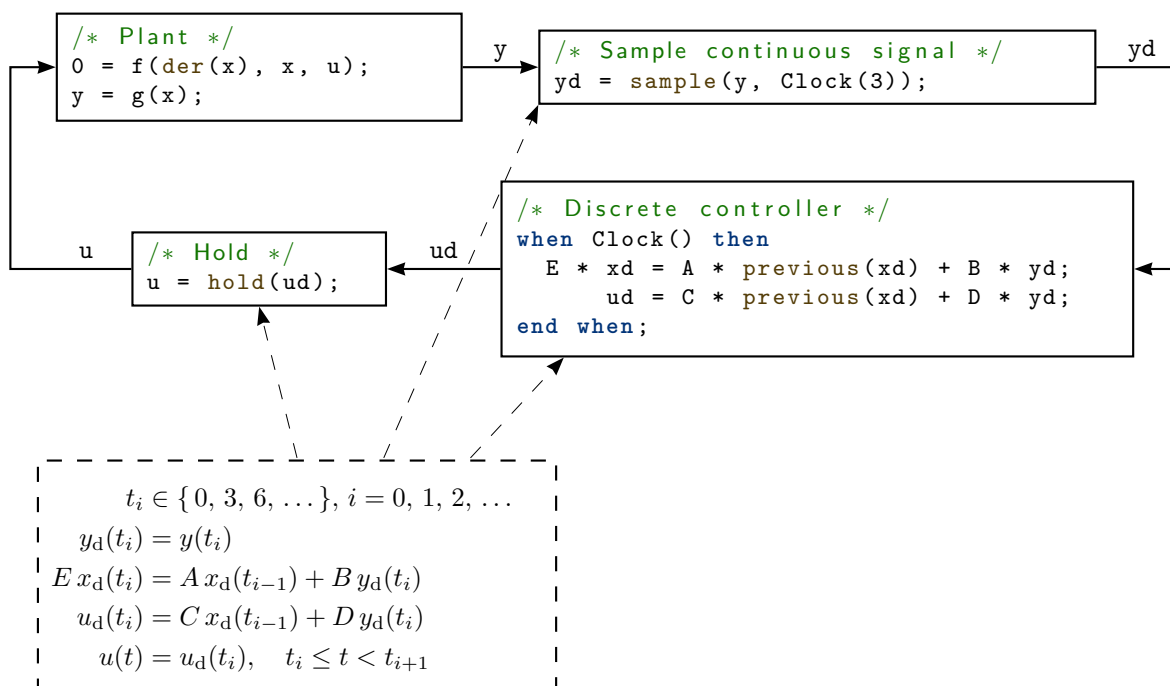 /* Plant */
0 = f(der(x), x, u);
y = g(x);
y
/* Sample continuous signal */
yd = sample(y, Clock(3));
yd
/* Discrete controller */
when Clock() then
E * xd = A * previous(xd) + B * yd;
ud = C * previous(xd) + D * yd;
end when;
ud
/* Hold */
u = hold(ud);
u
t_i ∈ { 0, 3, 6, … }, i = 0, 1, 2, …
y_d(t_i) = y(t_i)
E x_d(t_i) = A x_d(t_{i−1}) + B y_d(t_i)
u_d(t_i) = C x_d(t_{i−1}) + D y_d(t_i)
u(t) = u_d(t_i), t_i ≤ t < t_{i+1}